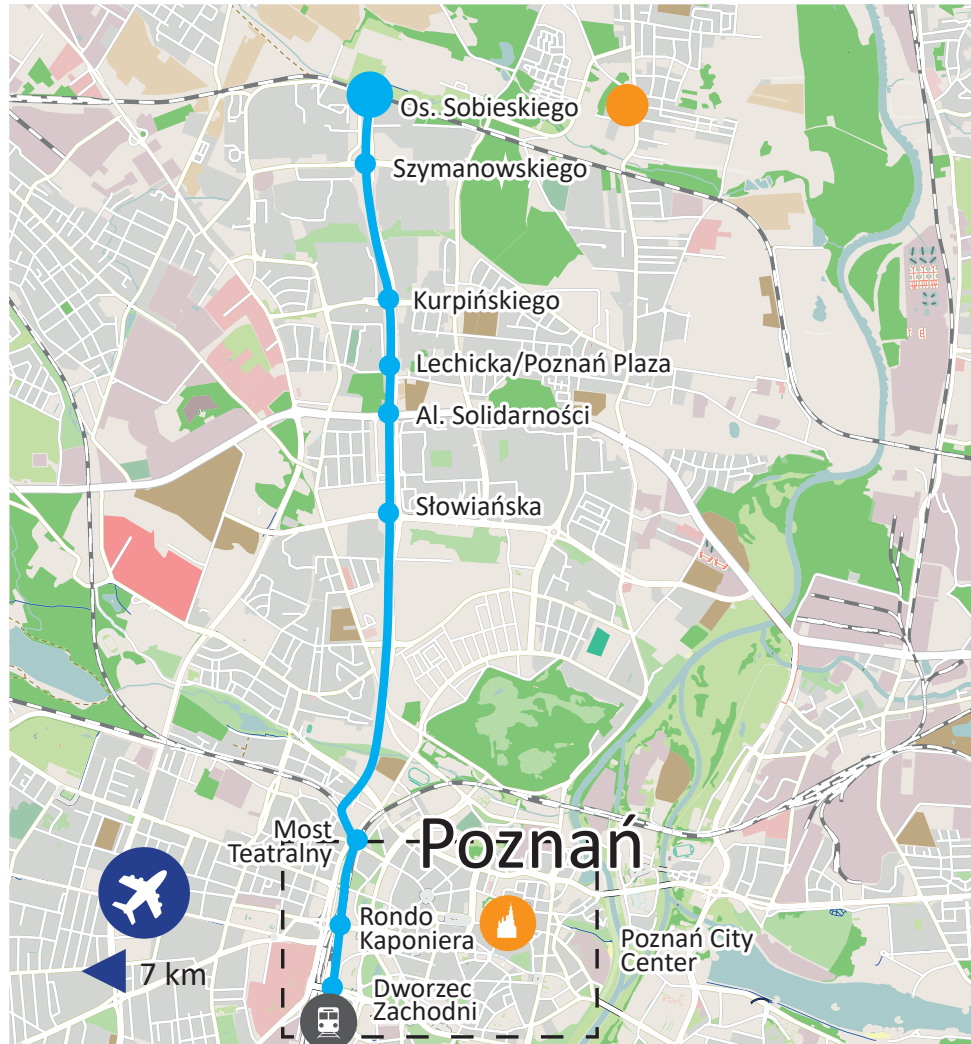 Os. Sobieskiego
Szymanowskiego
Kurpińskiego
Lechicka/Poznań Plaza
Al. Solidarności
Słowiańska
Most
Teatralny
Poznań
Rondo
Kaponiera
Poznań City
Center
7 km
Dworzec
Zachodni